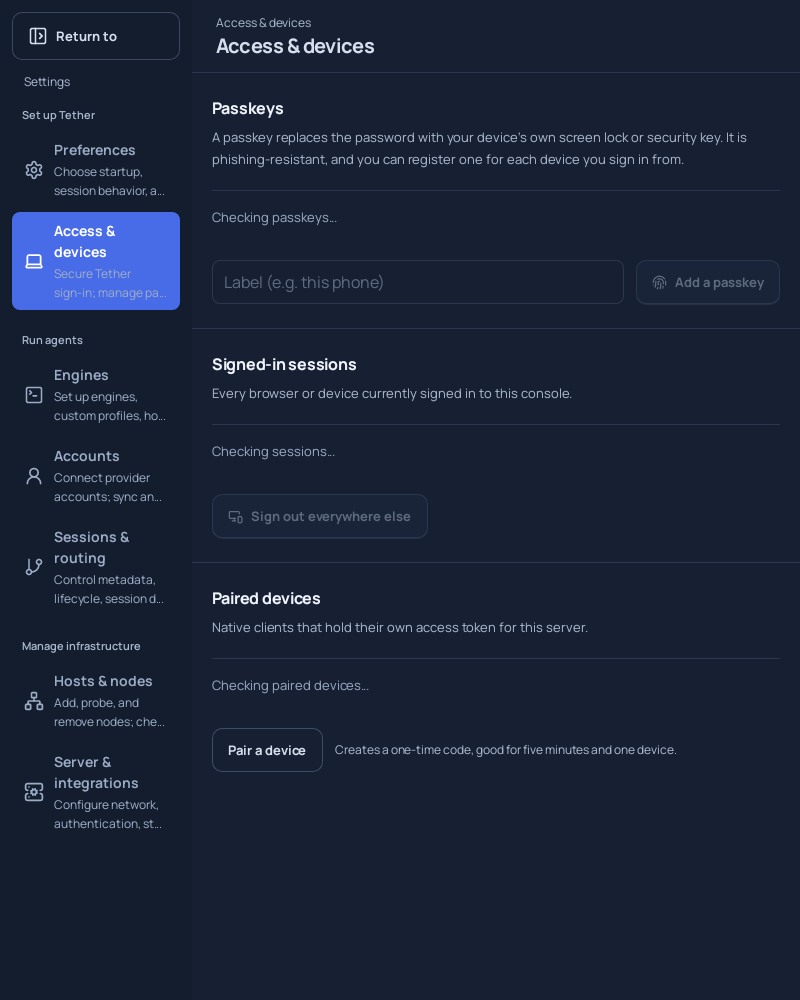 Return to
Settings
Set up Tether
Preferences
Choose startup,
session behavior, a...
Access &
devices
Secure Tether
sign-in; manage pa...
Run agents
Engines
Set up engines,
custom profiles, ho...
Accounts
Connect provider
accounts; sync an...
Sessions &
routing
Control metadata,
lifecycle, session d...
Manage infrastructure
Hosts & nodes
Add, probe, and
remove nodes; che...
Server &
integrations
Configure network,
authentication, st...
Access & devices
Access & devices
Passkeys
A passkey replaces the password with your device's own screen lock or security key. It is
phishing-resistant, and you can register one for each device you sign in from.
Checking passkeys...
Label (e.g. this phone)
Add a passkey
Signed-in sessions
Every browser or device currently signed in to this console.
Checking sessions...
Sign out everywhere else
Paired devices
Native clients that hold their own access token for this server.
Checking paired devices...
Pair a device
Creates a one-time code, good for five minutes and one device.